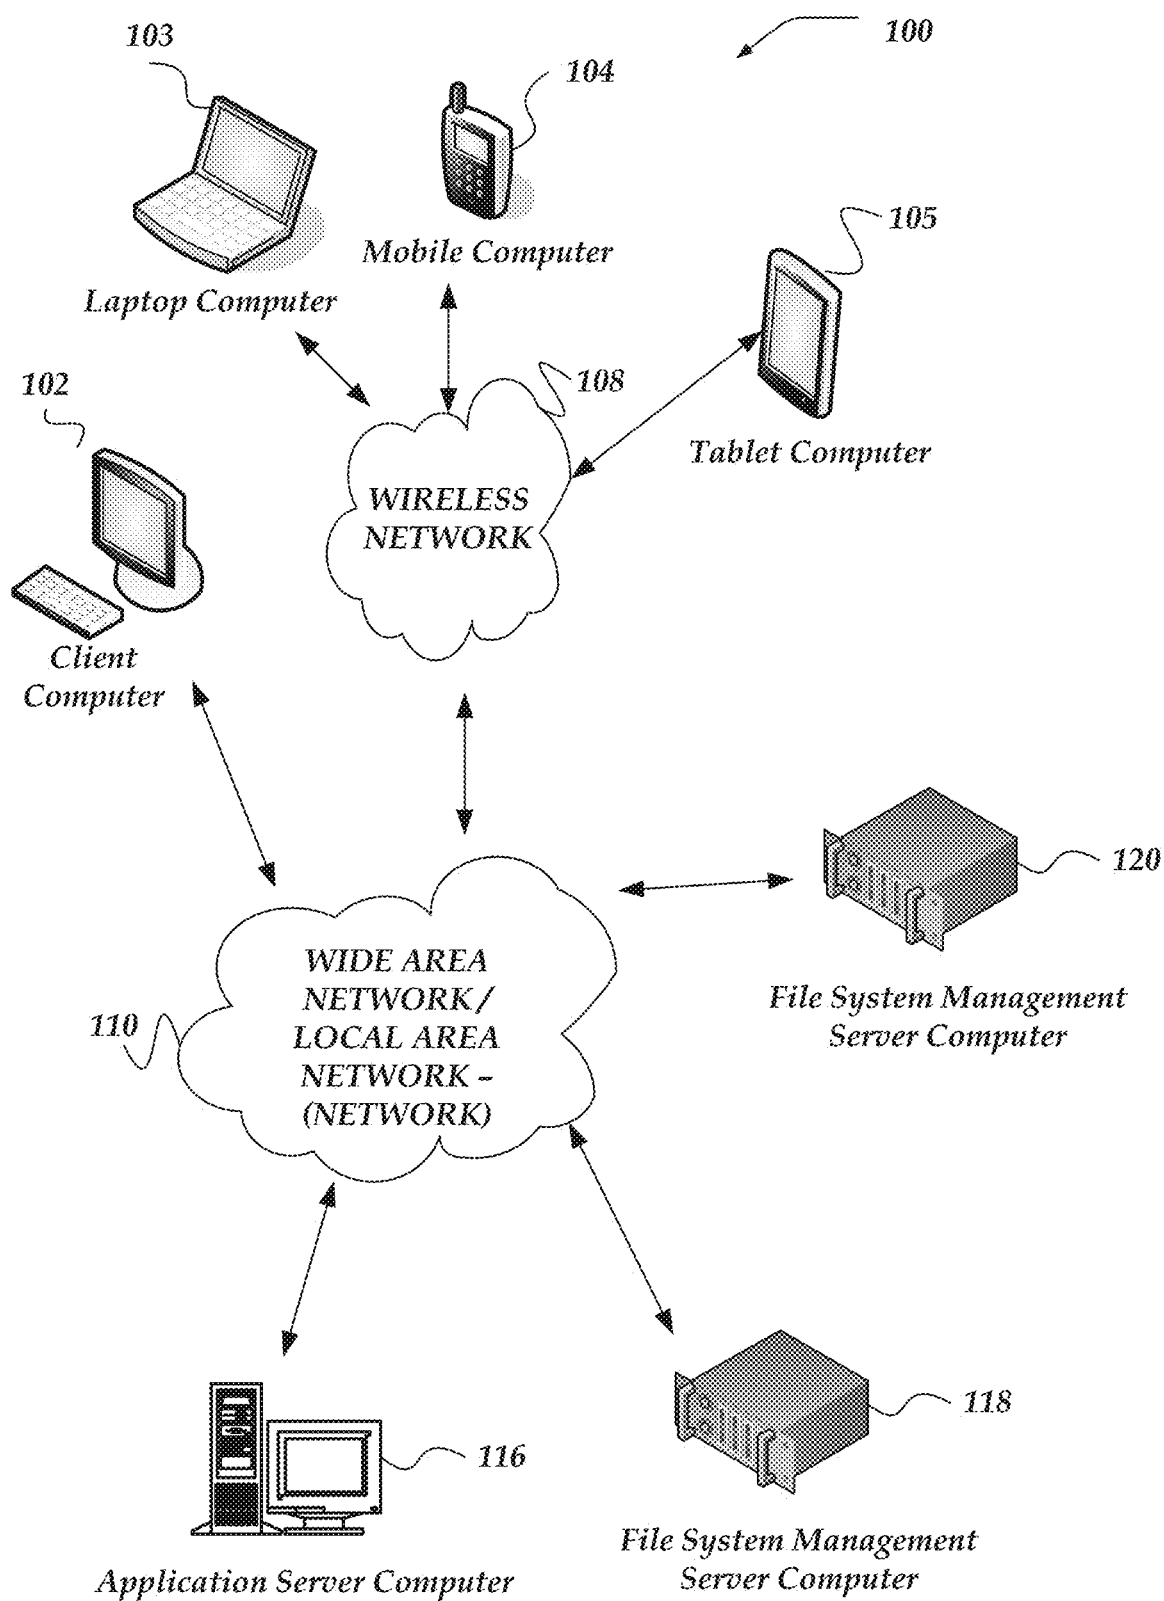 100
103
104
Mobile Computer
105
Laptop Computer
102
108
Tablet Computer
WIRELESS
NETWORK
Client
Computer
120
WIDE AREA
NETWORK /
LOCAL AREA
NETWORK –
(NETWORK)
110
File System Management
Server Computer
116
118
File System Management
Server Computer
Application Server Computer